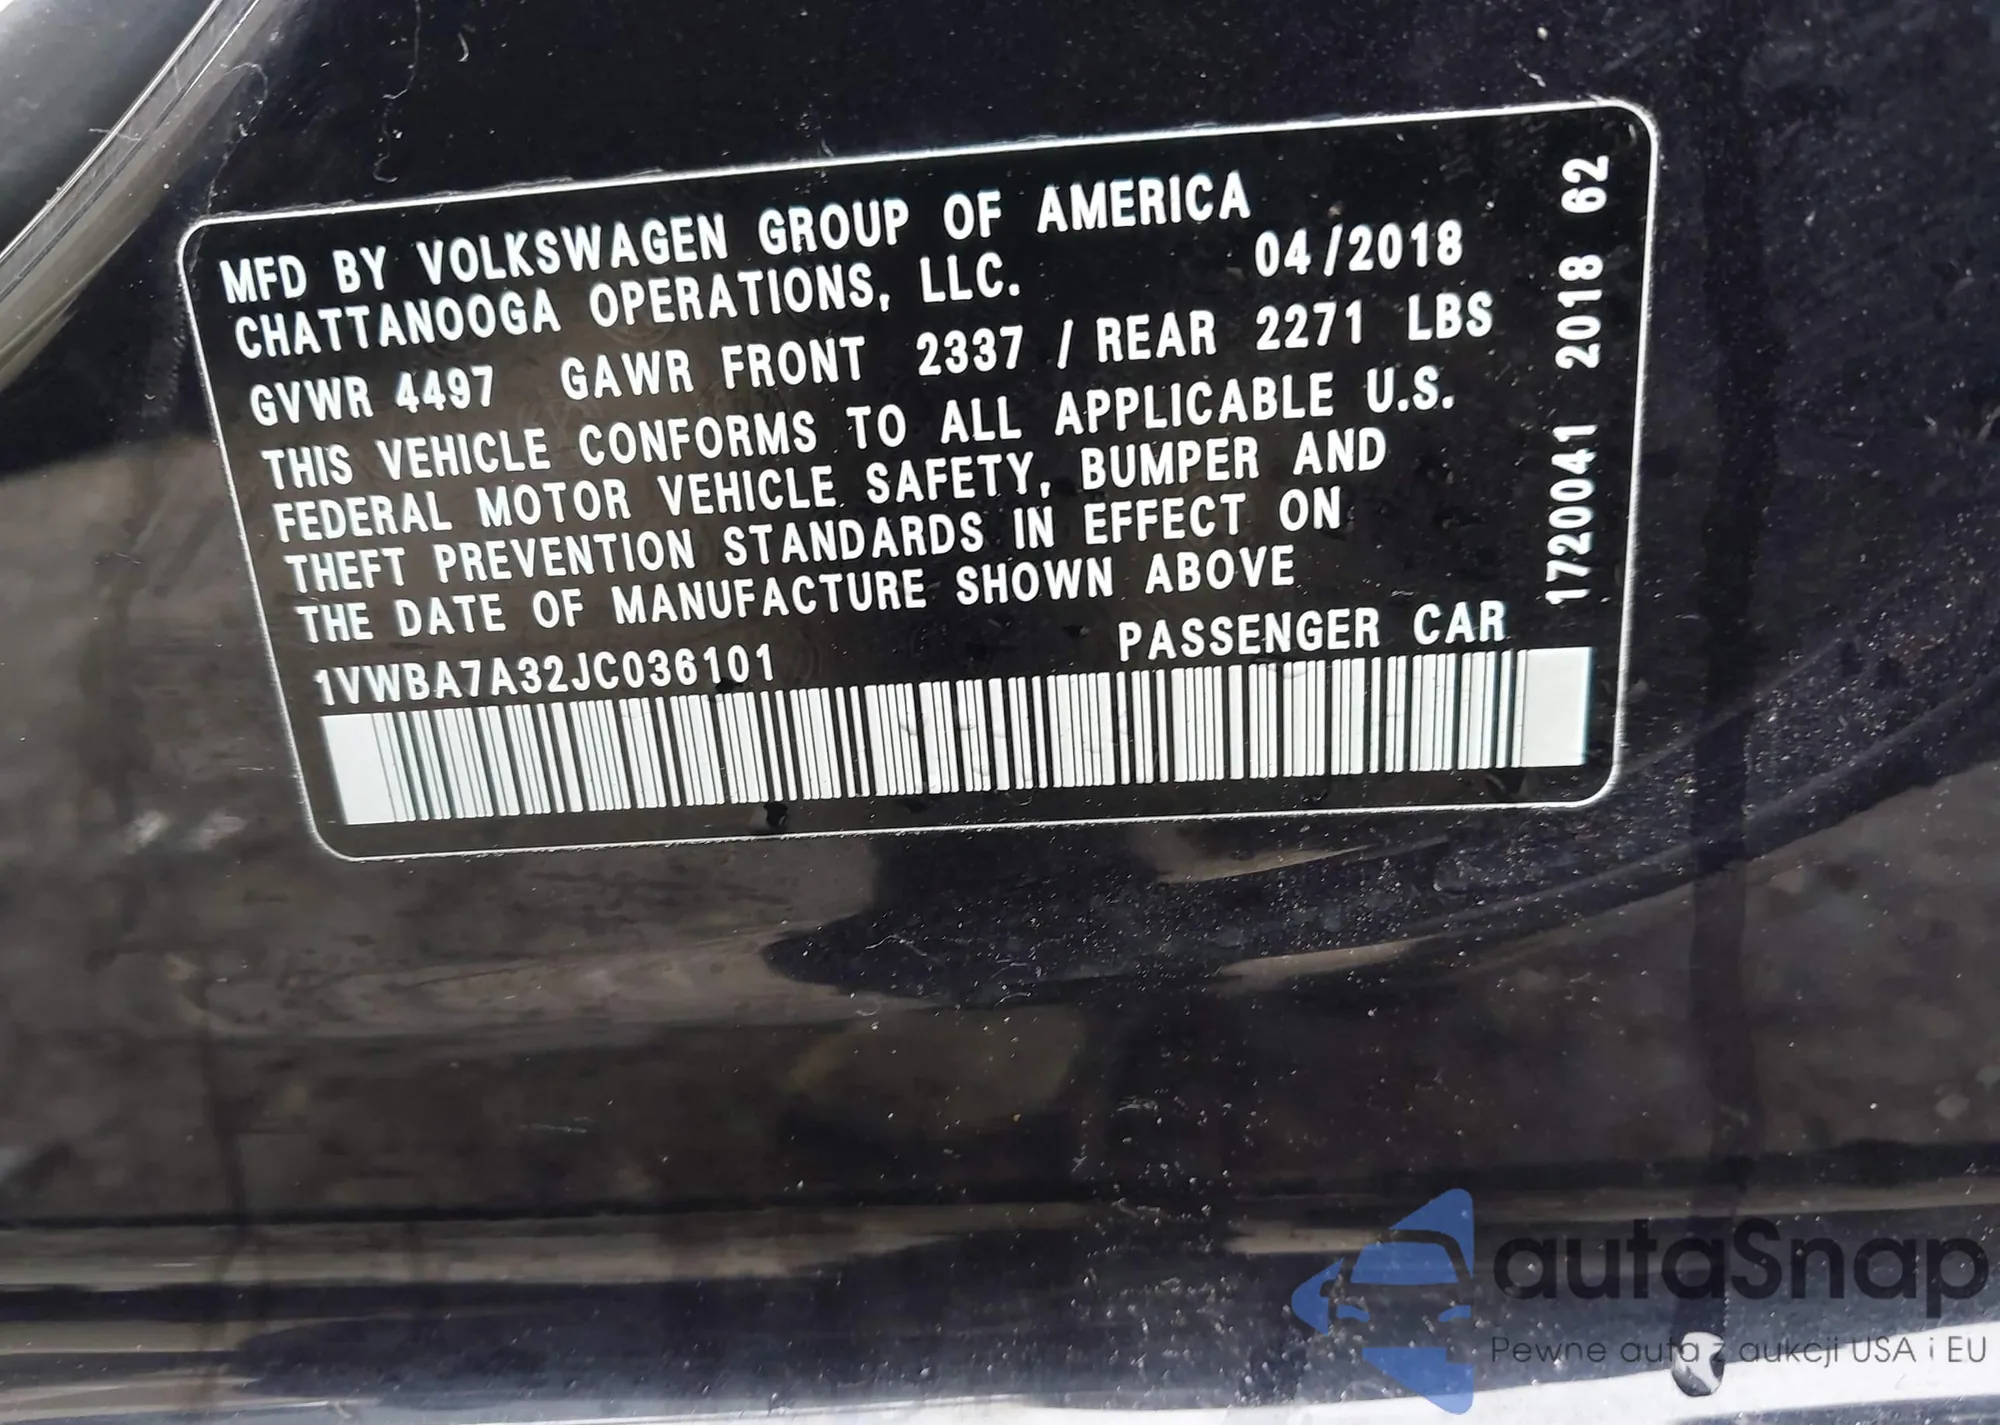 MFD BY VOLKSWAGEN GROUP OF AMERICA
CHATTANOOGA OPERATIONS, LLC. 04/2018
GVWR 4497 GAWR FRONT 2337 / REAR 2271 LBS
THIS VEHICLE CONFORMS TO ALL APPLICABLE U.S.
FEDERAL MOTOR VEHICLE SAFETY, BUMPER AND
THEFT PREVENTION STANDARDS IN EFFECT ON
THE DATE OF MANUFACTURE SHOWN ABOVE
1VWBA7A32JC036101 PASSENGER CAR
17200041 2018 62
autaSnap
Pewne auta z aukcji USA i EU